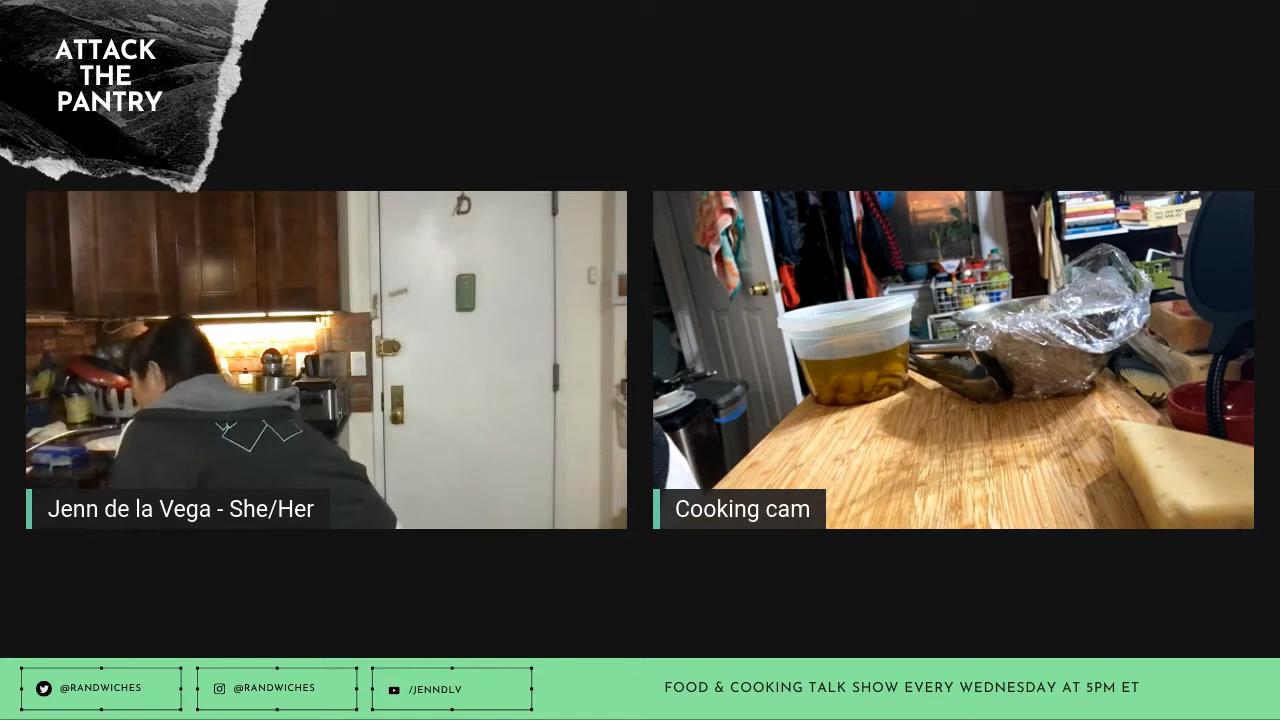 ATTACK
THE
PANTRY
Jenn de la Vega - She/Her
Cooking cam
@RANDWICHES
@RANDWICHES
/JENNDLV
FOOD & COOKING TALK SHOW EVERY WEDNESDAY AT 5PM ET